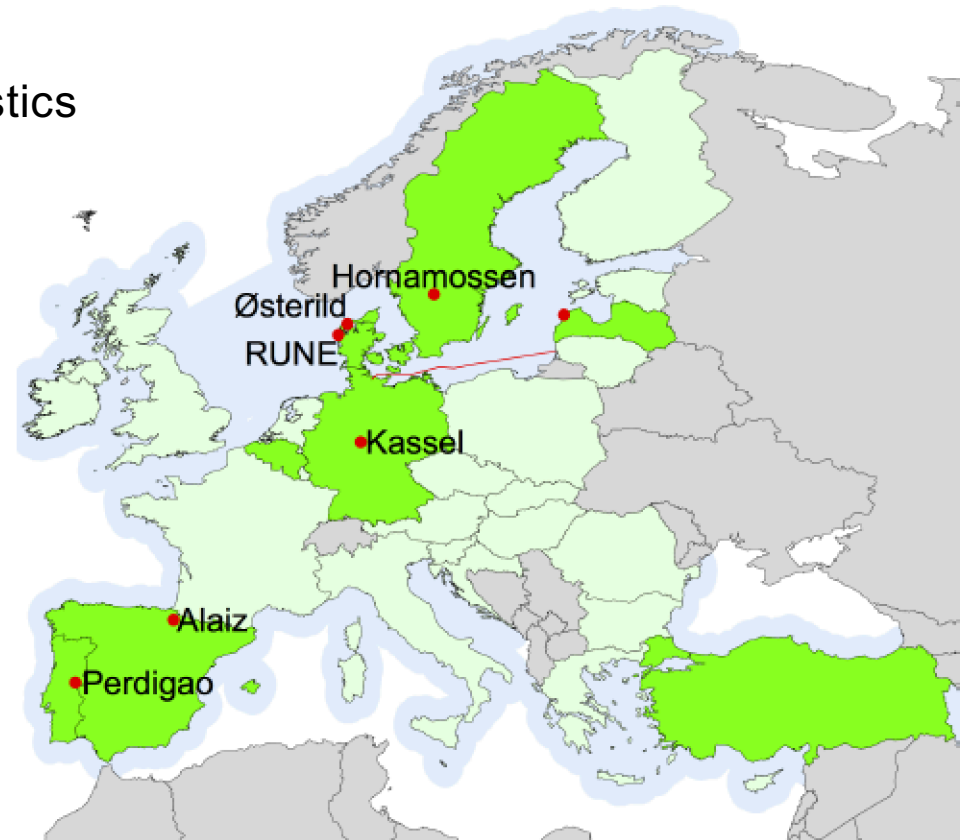 stics
Hornamossen
Østerild
RUNE
Kassel
Alaiz
Perdigao